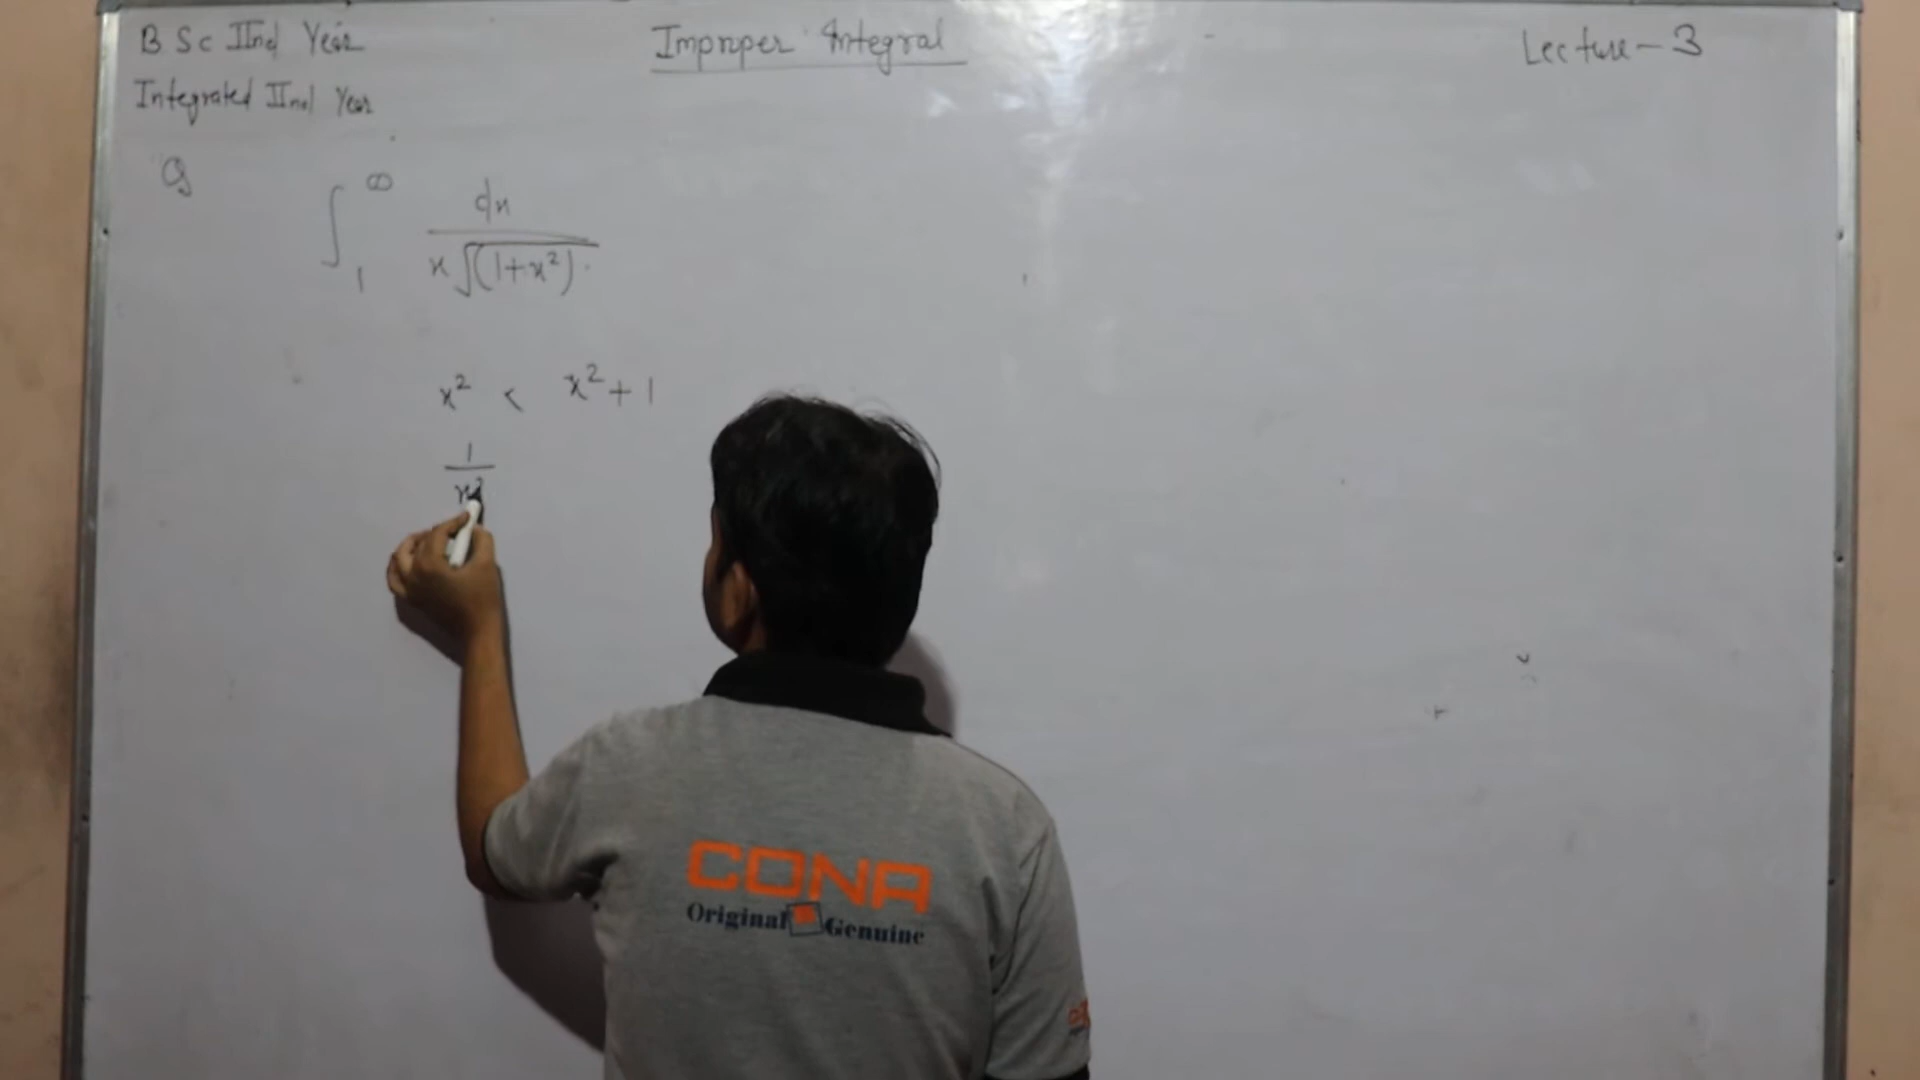 B Sc IInd Year
Improper Integral
Lecture - 3
Integrated IInd Year
Q ∫₁^∞ dx / x√(1+x²)
x² < x²+1
1/x²
CONA
Original Genuine